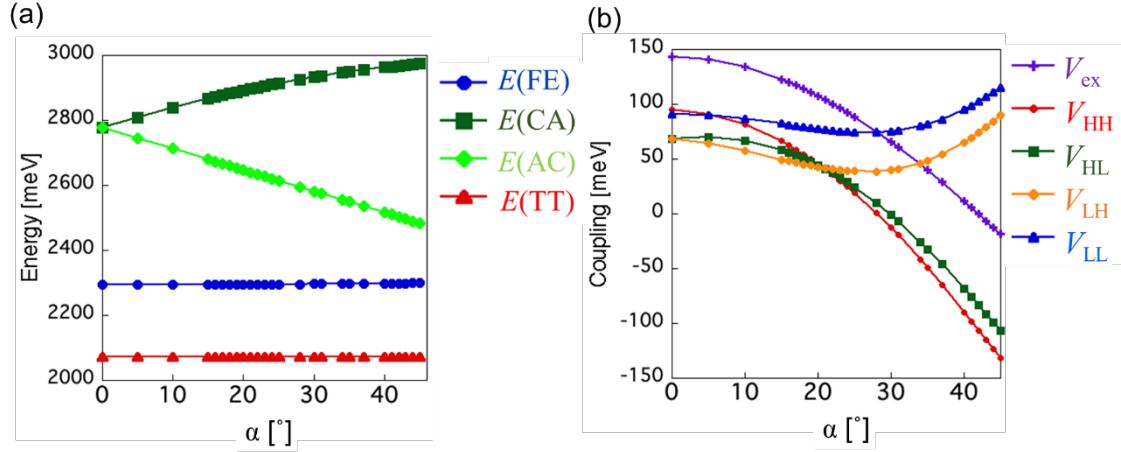 (a)
3000
2800
2600
2400
2200
2000
Energy [meV]
0
10
20
30
40
α [°]
E(FE)
E(CA)
E(AC)
E(TT)
(b)
150
100
50
0
-50
-100
-150
Coupling [meV]
0
10
20
30
40
α [°]
Vex
VHH
VHL
VLH
VLL